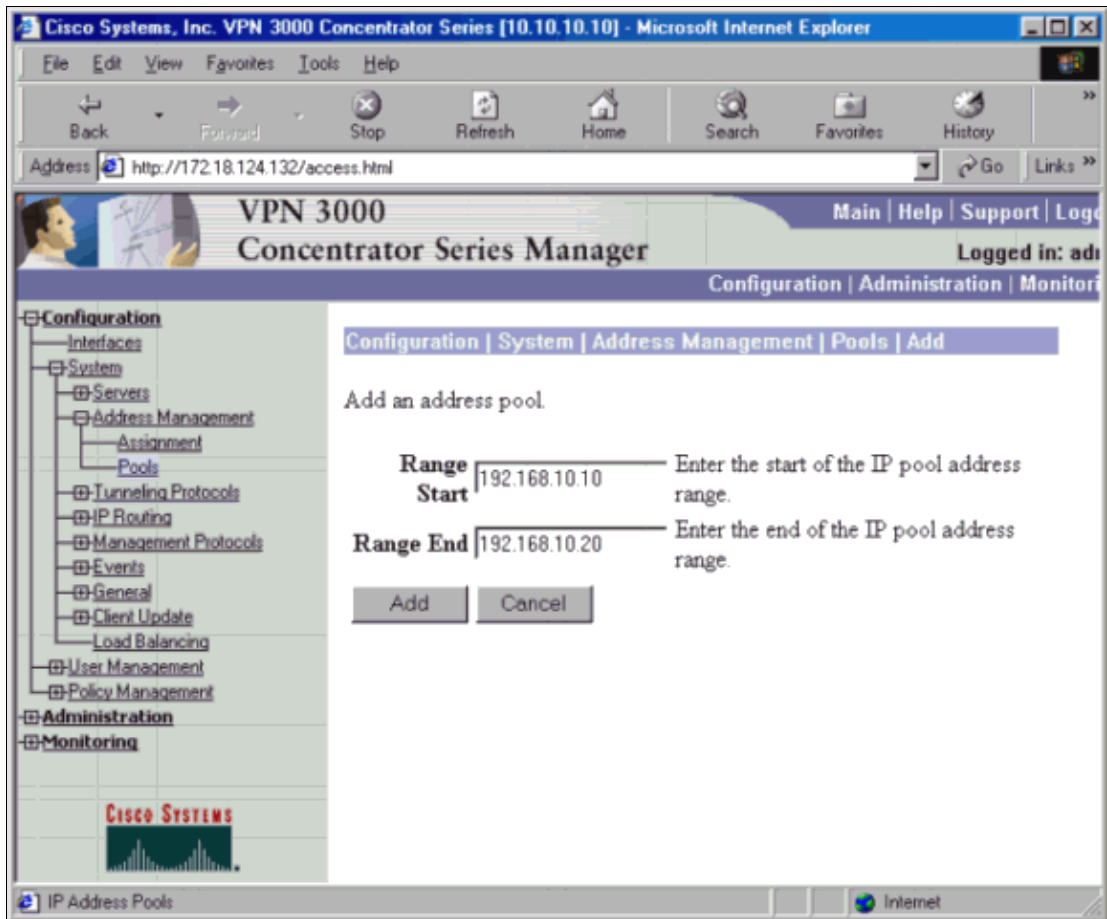 Cisco Systems, Inc. VPN 3000 Concentrator Series [10.10.10.10] - Microsoft Internet Explorer
File Edit View Favorites Tools Help
Back Forward Stop Refresh Home Search Favorites History »
Address http://172.18.124.132/access.html Go Links »
VPN 3000
Concentrator Series Manager
Main | Help | Support | Logo
Logged in: adm
Configuration | Administration | Monitori
Configuration
Interfaces
System
Servers
Address Management
Assignment
Pools
Tunneling Protocols
IP Routing
Management Protocols
Events
General
Client Update
Load Balancing
User Management
Policy Management
Administration
Monitoring
CISCO SYSTEMS
Configuration | System | Address Management | Pools | Add
Add an address pool.
Range Start 192.168.10.10 Enter the start of the IP pool address
range.
Range End 192.168.10.20 Enter the end of the IP pool address
range.
Add Cancel
IP Address Pools Internet